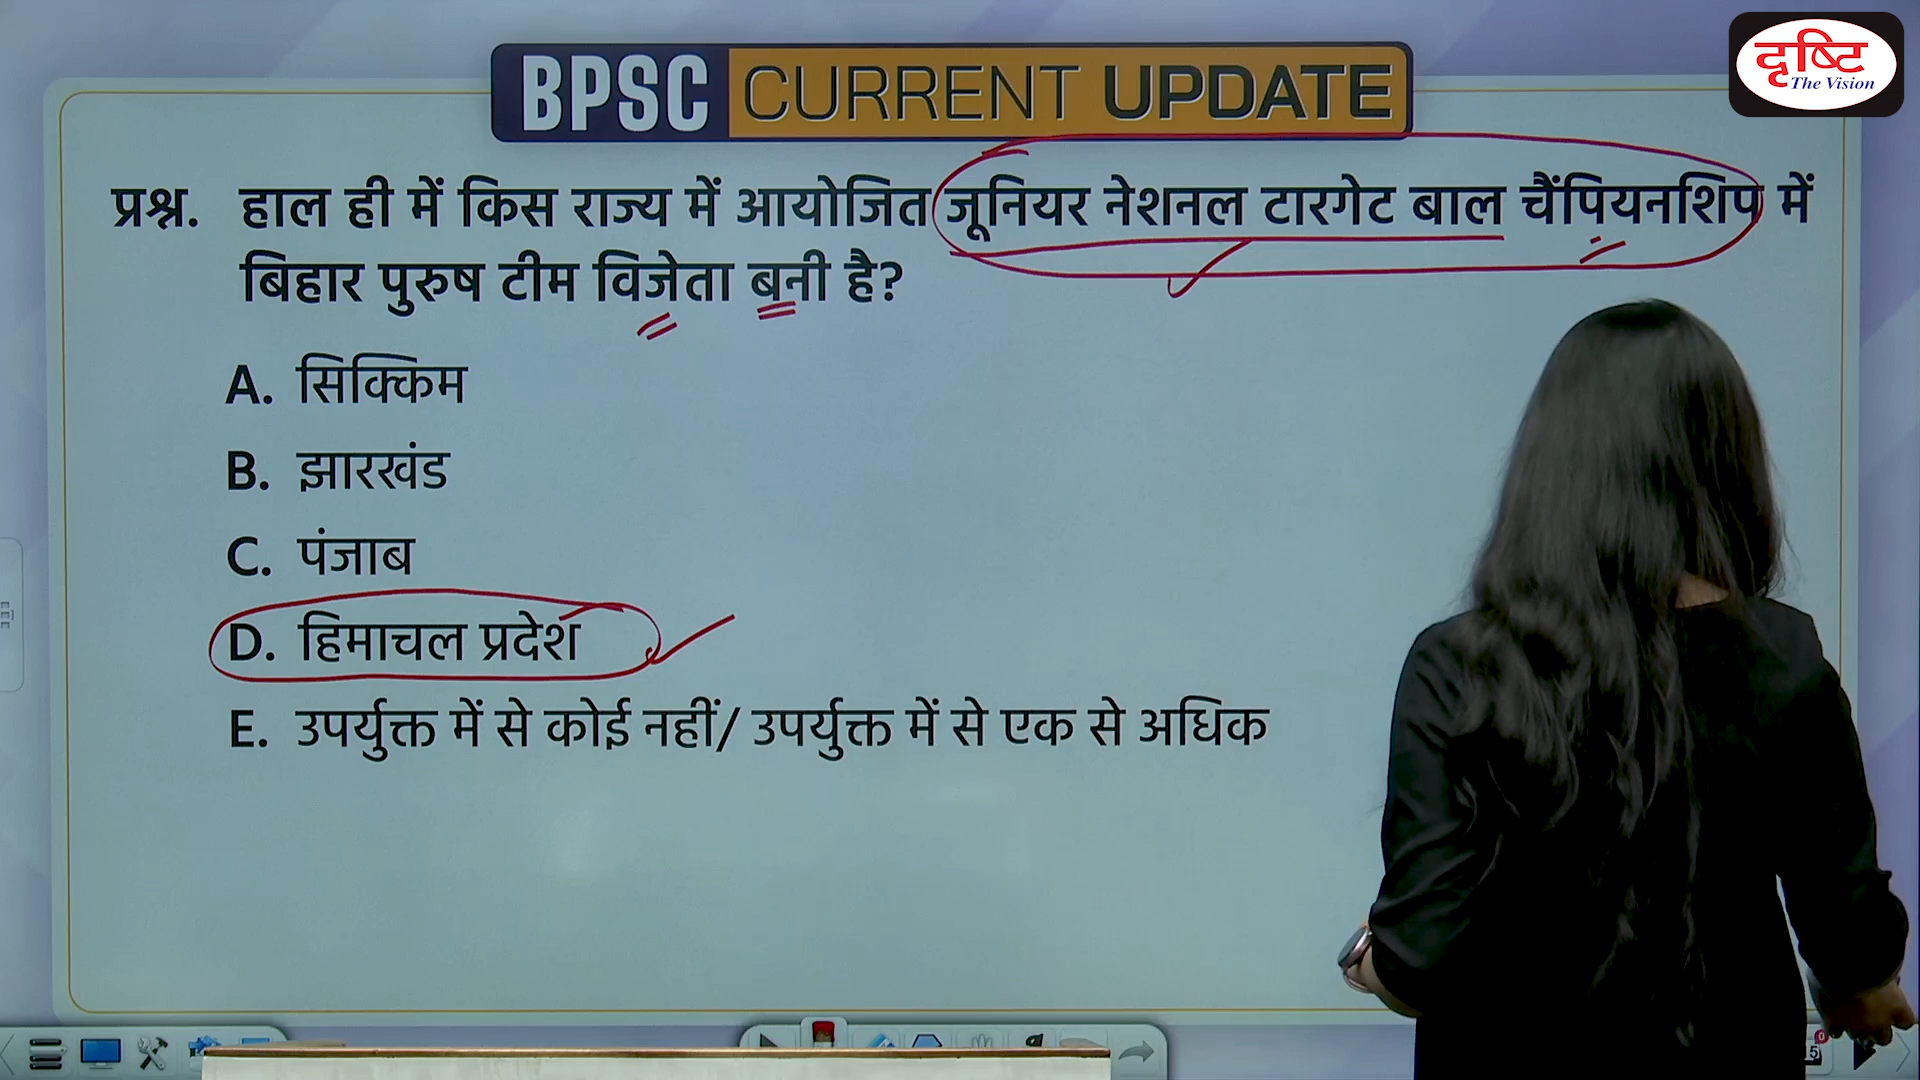 दृष्टि
The Vision
BPSC CURRENT UPDATE
प्रश्न. हाल ही में किस राज्य में आयोजित जूनियर नेशनल टारगेट बाल चैंपियनशिप में
बिहार पुरुष टीम विजेता बनी है?
A. सिक्किम
B. झारखंड
C. पंजाब
D. हिमाचल प्रदेश
E. उपर्युक्त में से कोई नहीं/ उपर्युक्त में से एक से अधिक